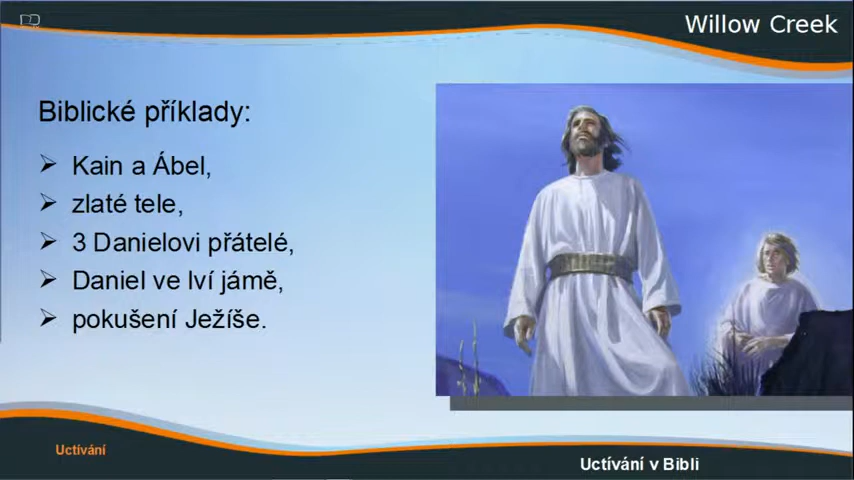 Willow Creek
Biblické příklady:
Kain a Ábel,
zlaté tele,
3 Danielovi přátelé,
Daniel ve lví jámě,
pokušení Ježíše.
Uctívání
Uctívání v Bibli